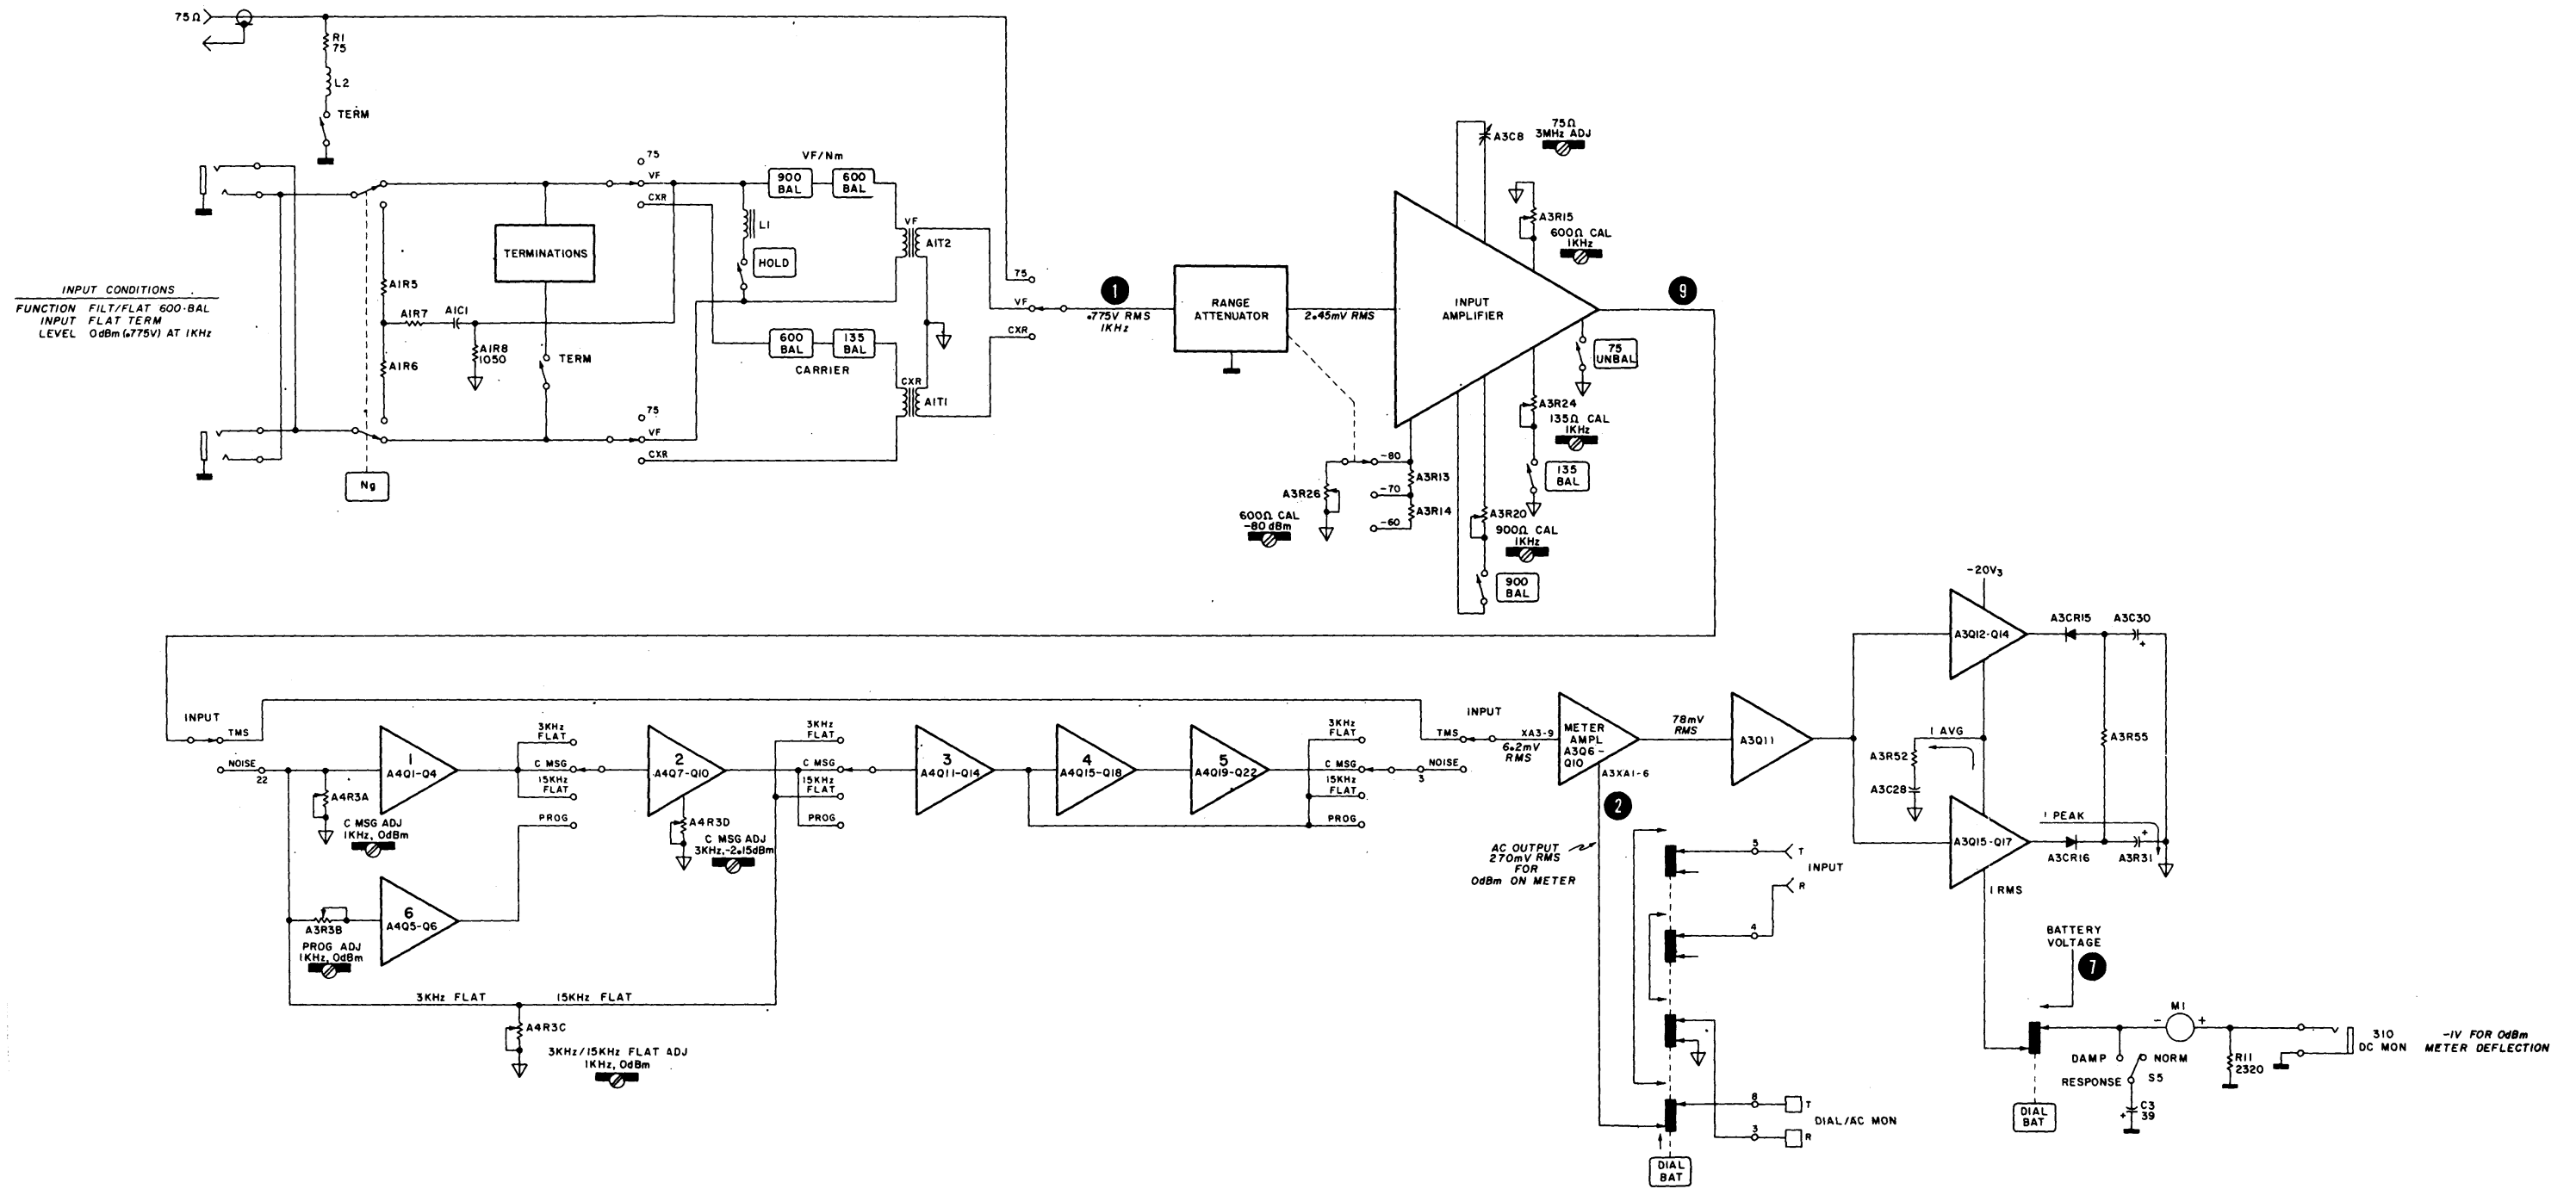 75Ω
R1
75
L2
TERM
INPUT CONDITIONS
FUNCTION FILT/FLAT 600-BAL
INPUT FLAT TERM
LEVEL 0dBm (.775V) AT 1KHz
A1R5
A1R7
A1C1
A1R8
1050
A1R6
Ng
TERMINATIONS
TERM
75
VF
CXR
75
VF
CXR
VF/Nm
900
BAL
600
BAL
L1
HOLD
600
BAL
135
BAL
CARRIER
VF
A1T2
CXR
A1T1
75
VF
CXR
1
.775V RMS
1KHz
RANGE
ATTENUATOR
2.45mV RMS
INPUT
AMPLIFIER
A3C8
75Ω
3MHz ADJ
A3R15
600Ω CAL
1KHz
9
75
UNBAL
A3R24
135Ω CAL
1KHz
135
BAL
A3R20
900Ω CAL
1KHz
900
BAL
-80
A3R13
-70
A3R14
-60
A3R26
600Ω CAL
-80 dBm
INPUT
TMS
NOISE
22
A4R3A
C MSG ADJ
1KHz, 0dBm
1
A4Q1-Q4
3KHz
FLAT
C MSG
15KHz
FLAT
PROG
A3R3B
PROG ADJ
1KHz, 0dBm
6
A4Q5-Q6
2
A4Q7-Q10
A4R3D
C MSG ADJ
3KHz, -2.15dBm
3KHz
FLAT
C MSG
15KHz
FLAT
PROG
3KHz FLAT
15KHz FLAT
A4R3C
3KHz/15KHz FLAT ADJ
1KHz, 0dBm
3
A4Q11-Q14
4
A4Q15-Q18
5
A4Q19-Q22
3KHz
FLAT
C MSG
15KHz
FLAT
PROG
INPUT
TMS
NOISE
3
XA3-9
6.2mV
RMS
METER
AMPL
A3Q6-
Q10
A3XA1-6
78mV
RMS
A3Q11
2
AC OUTPUT
270mV RMS
FOR
0dBm ON METER
5
T
INPUT
R
4
8
T
DIAL/AC MON
3
R
DIAL
BAT
-20V3
A3Q12-Q14
A3CR15
A3C30
+
I AVG
A3R52
A3C28
A3R55
A3Q15-Q17
I PEAK
A3CR16
+
A3R31
I RMS
BATTERY
VOLTAGE
7
M1
-
+
DAMP
NORM
RESPONSE
S5
C3
39
+
R11
2320
310
DC MON
-1V FOR 0dBm
METER DEFLECTION
DIAL
BAT